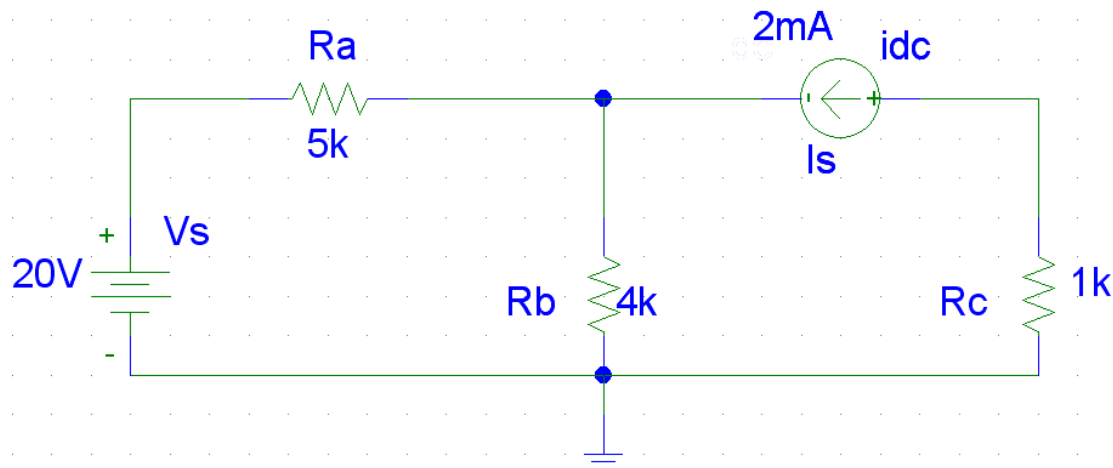 2mA
idc
Ra
5k
- +
Is
+
Vs
20V
-
Rb
4k
Rc
1k